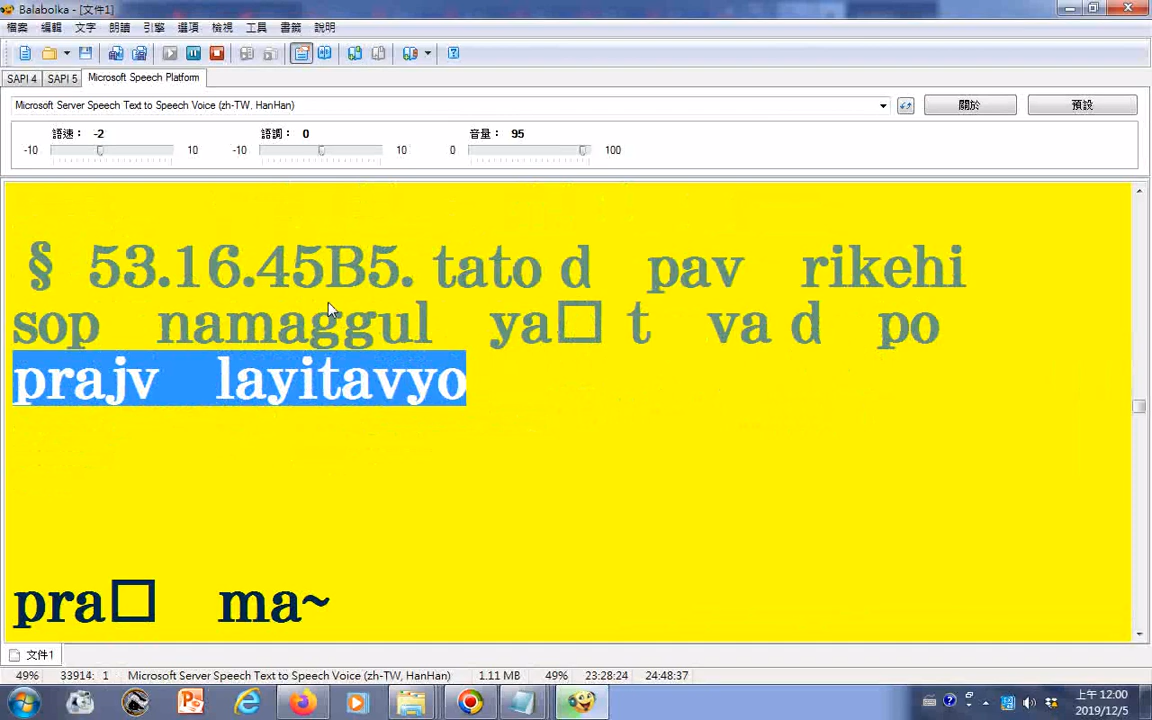 Balabolka - [文件1]
檔案 編輯 文字 朗讀 引擎 選項 檢視 工具 書籤 說明
SAPI 4 SAPI 5 Microsoft Speech Platform
Microsoft Server Speech Text to Speech Voice (zh-TW, HanHan) 關於 預設
語速： -2 語調： 0 音量： 95
-10 10 -10 10 0 100
§ 53.16.45B5. tato d pav rikehi
sop namaggul ya□ t va d po
prajv layitavyo
pra□ ma~
文件1
49% 33914: 1 Microsoft Server Speech Text to Speech Voice (zh-TW, HanHan) 1.11 MB 49% 23:28:24 24:48:37
上午 12:00
2019/12/5